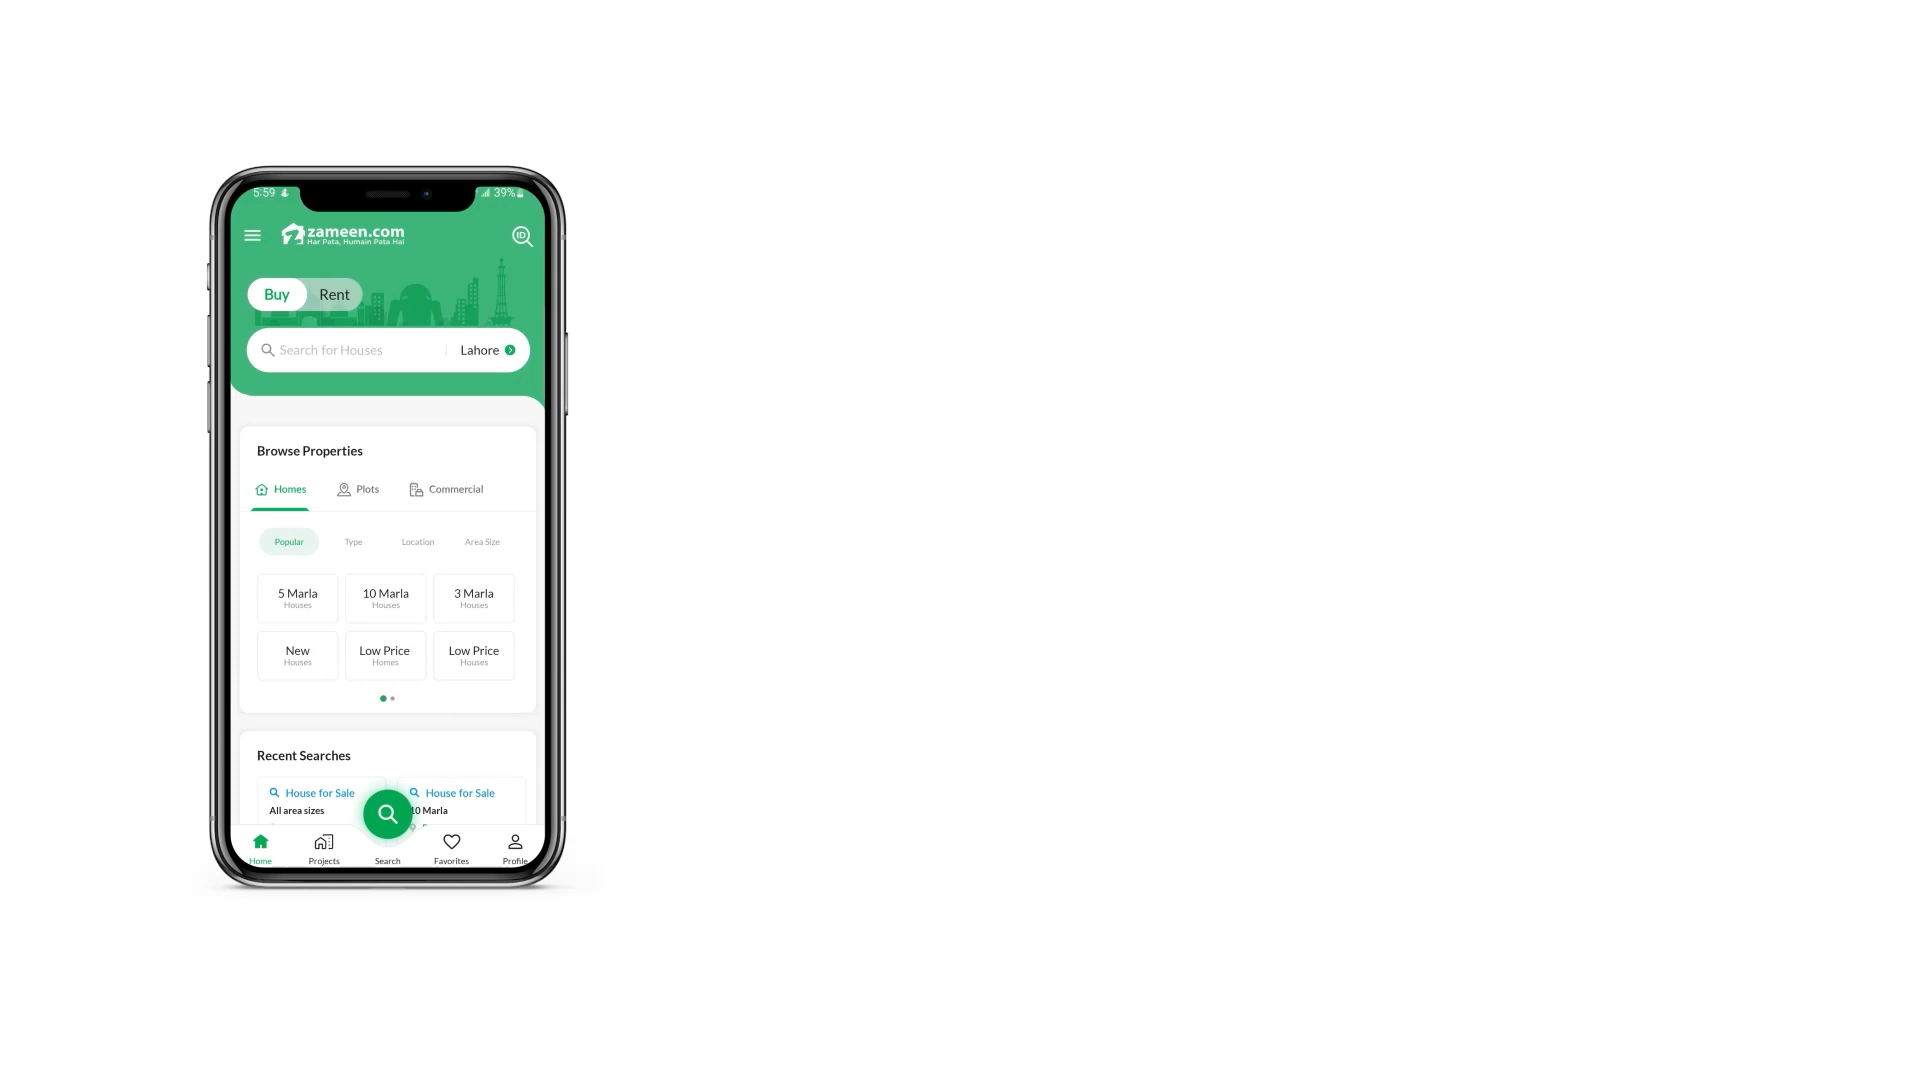 5:59
39%
zameen.com
Har Pata, Humain Pata Hai
ID
Buy Rent
Search for Houses Lahore
Browse Properties
Homes Plots Commercial
Popular Type Location Area Size
5 Marla 10 Marla 3 Marla
Houses Houses Houses
New Low Price Low Price
Houses Homes Houses
Recent Searches
House for Sale House for Sale
All area sizes 10 Marla
Home Projects Search Favorites Profile